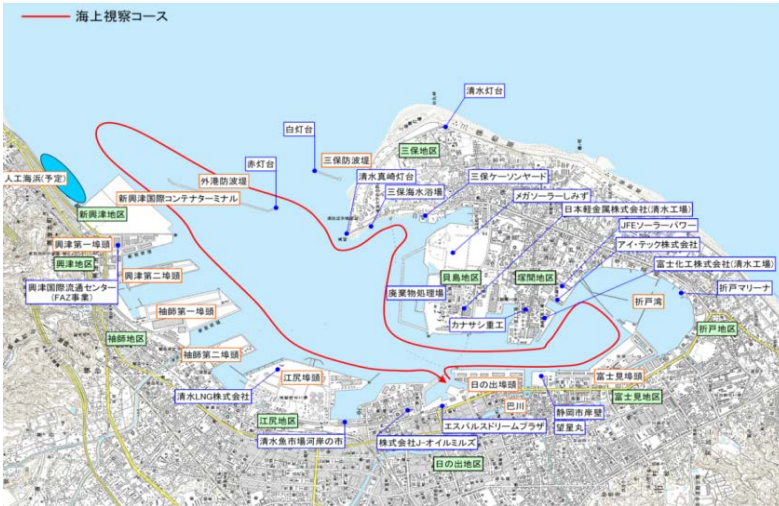 海上視察コース
清水灯台
白灯台
三保地区
三保防波堤
赤灯台
清水真崎灯台
三保ケーソンヤード
人工海浜(予定)
外港防波堤
三保海水浴場
メガソーラーしみず
新興津国際コンテナターミナル
日本軽金属株式会社(清水工場)
新興津地区
JFEソーラーパワー
興津第一埠頭
アイ・テック株式会社
興津地区
興津第二埠頭
貝島地区
塚間地区
富士化工株式会社(清水工場)
興津国際流通センター
(FAZ事業)
廃棄物処理場
折戸マリーナ
袖師第一埠頭
折戸湾
カナサシ重工
折戸地区
袖師地区
袖師第二埠頭
江尻埠頭
日の出埠頭
富士見埠頭
清水LNG株式会社
富士見地区
巴川
静岡市岸壁
江尻地区
エスパルスドリームプラザ
望星丸
清水魚市場河岸の市
株式会社J-オイルミルズ
日の出地区